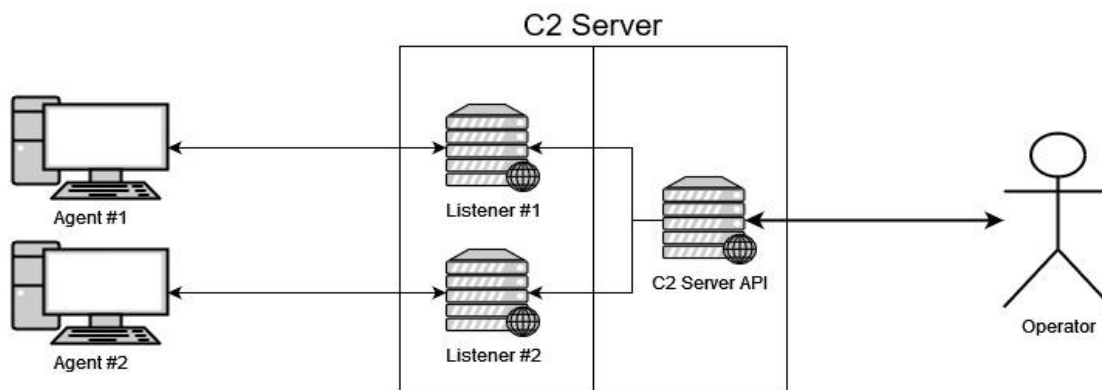 C2 Server
Agent #1
Listener #1
C2 Server API
Operator
Agent #2
Listener #2